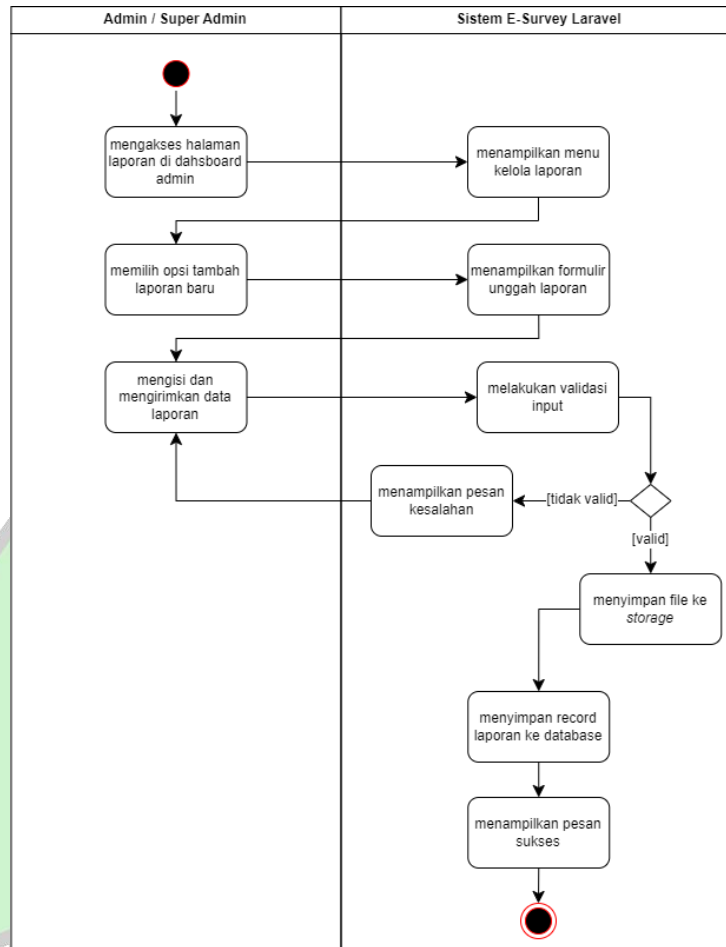 Admin / Super Admin
Sistem E-Survey Laravel
mengakses halaman
laporan di dahsboard
admin
menampilkan menu
kelola laporan
memilih opsi tambah
laporan baru
menampilkan formulir
unggah laporan
mengisi dan
mengirimkan data
laporan
melakukan validasi
input
menampilkan pesan
kesalahan
[tidak valid]
[valid]
menyimpan file ke
storage
menyimpan record
laporan ke database
menampilkan pesan
sukses